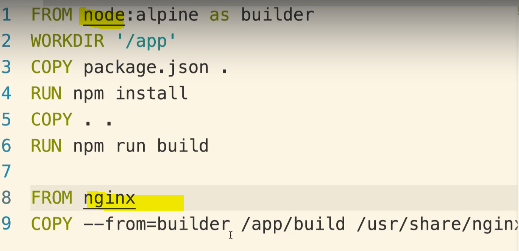 1 FROM node:alpine as builder
2 WORKDIR '/app'
3 COPY package.json .
4 RUN npm install
5 COPY . .
6 RUN npm run build
7
8 FROM nginx
9 COPY --from=builder /app/build /usr/share/nginx